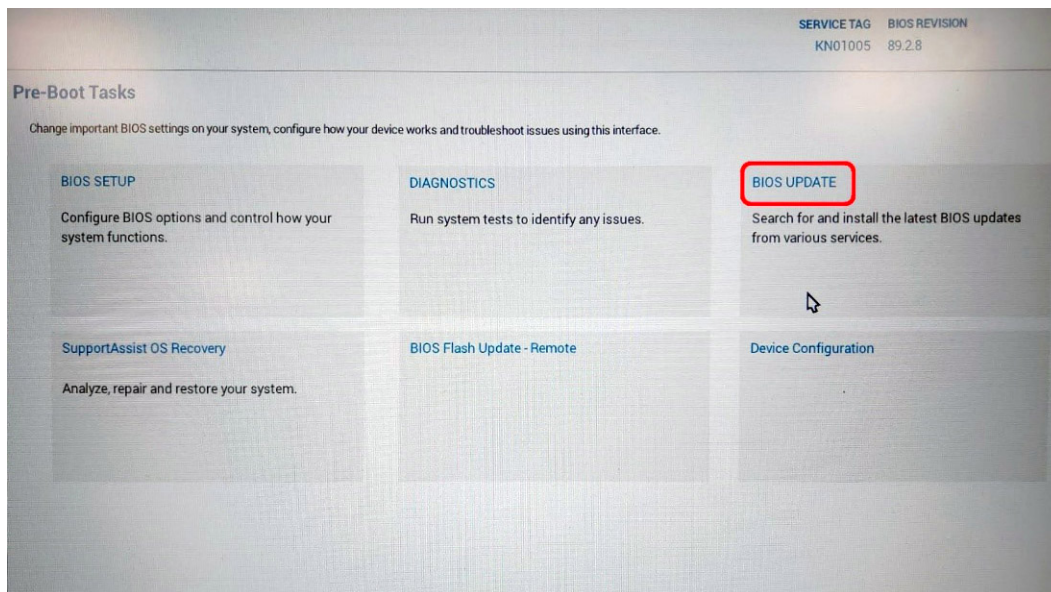 SERVICE TAG BIOS REVISION
KN01005 89.2.8
Pre-Boot Tasks
Change important BIOS settings on your system, configure how your device works and troubleshoot issues using this interface.
BIOS SETUP
Configure BIOS options and control how your
system functions.
DIAGNOSTICS
Run system tests to identify any issues.
BIOS UPDATE
Search for and install the latest BIOS updates
from various services.
SupportAssist OS Recovery
Analyze, repair and restore your system.
BIOS Flash Update - Remote
Device Configuration